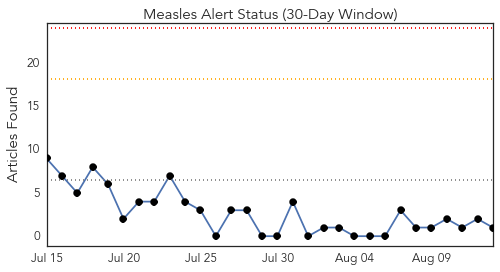 Measles Alert Status (30-Day Window)
Articles Found
20
15
10
5
0
Jul 15 Jul 20 Jul 25 Jul 30 Aug 04 Aug 09